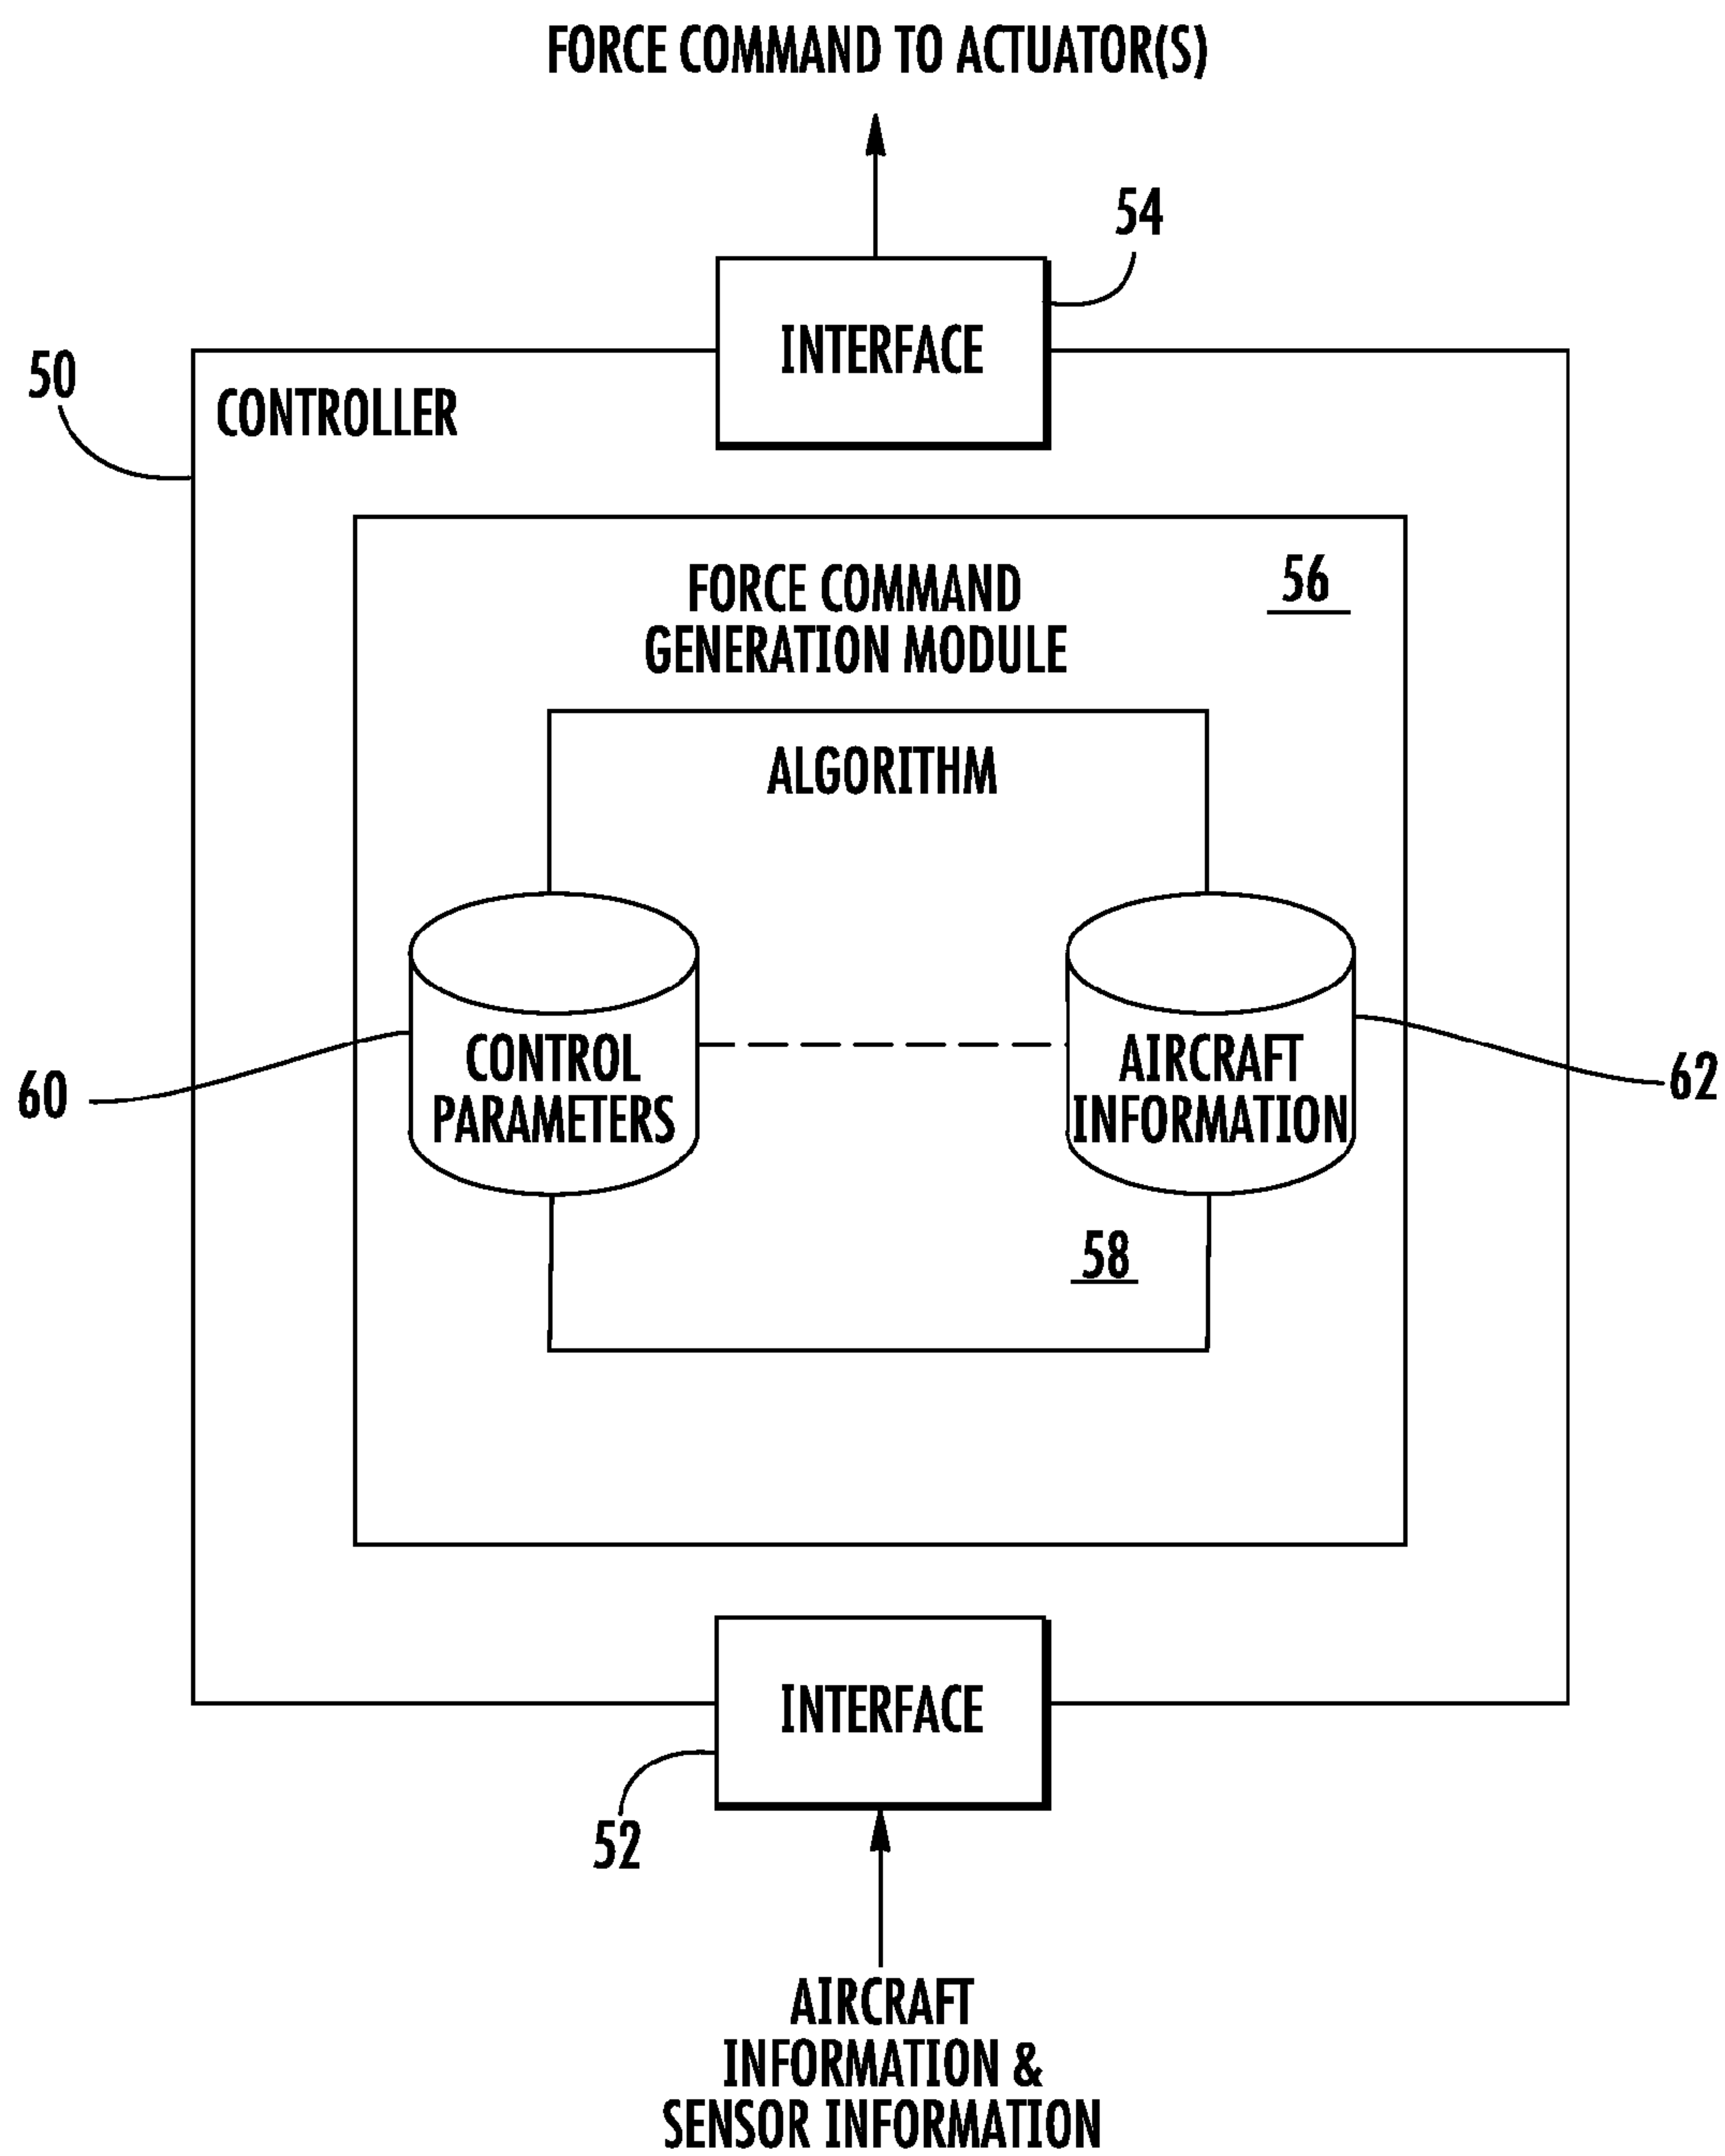 FORCE COMMAND TO ACTUATOR(S)
54
INTERFACE
50
CONTROLLER
FORCE COMMAND
GENERATION MODULE
56
ALGORITHM
CONTROL
PARAMETERS
AIRCRAFT
INFORMATION
60
62
58
INTERFACE
52
AIRCRAFT
INFORMATION &
SENSOR INFORMATION